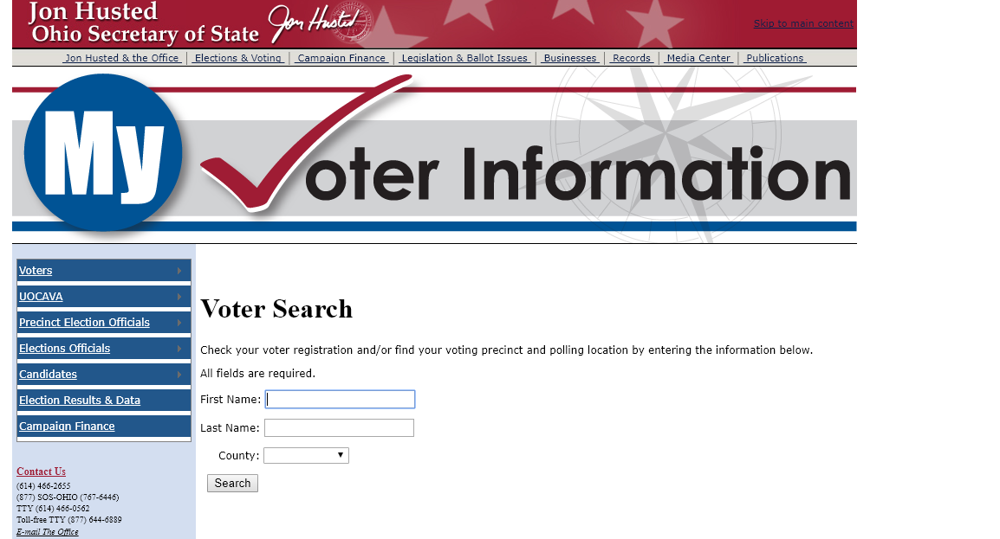 Jon Husted
Ohio Secretary of State
Jon Husted
Skip to main content
Jon Husted & the Office | Elections & Voting | Campaign Finance | Legislation & Ballot Issues | Businesses | Records | Media Center | Publications
My Voter Information
Voters
UOCAVA
Precinct Election Officials
Elections Officials
Candidates
Election Results & Data
Campaign Finance
Contact Us
(614) 466-2655
(877) SOS-OHIO (767-6446)
TTY (614) 466-0562
Toll-free TTY (877) 644-6889
E-mail The Office
Voter Search
Check your voter registration and/or find your voting precinct and polling location by entering the information below.
All fields are required.
First Name:
Last Name:
County:
Search